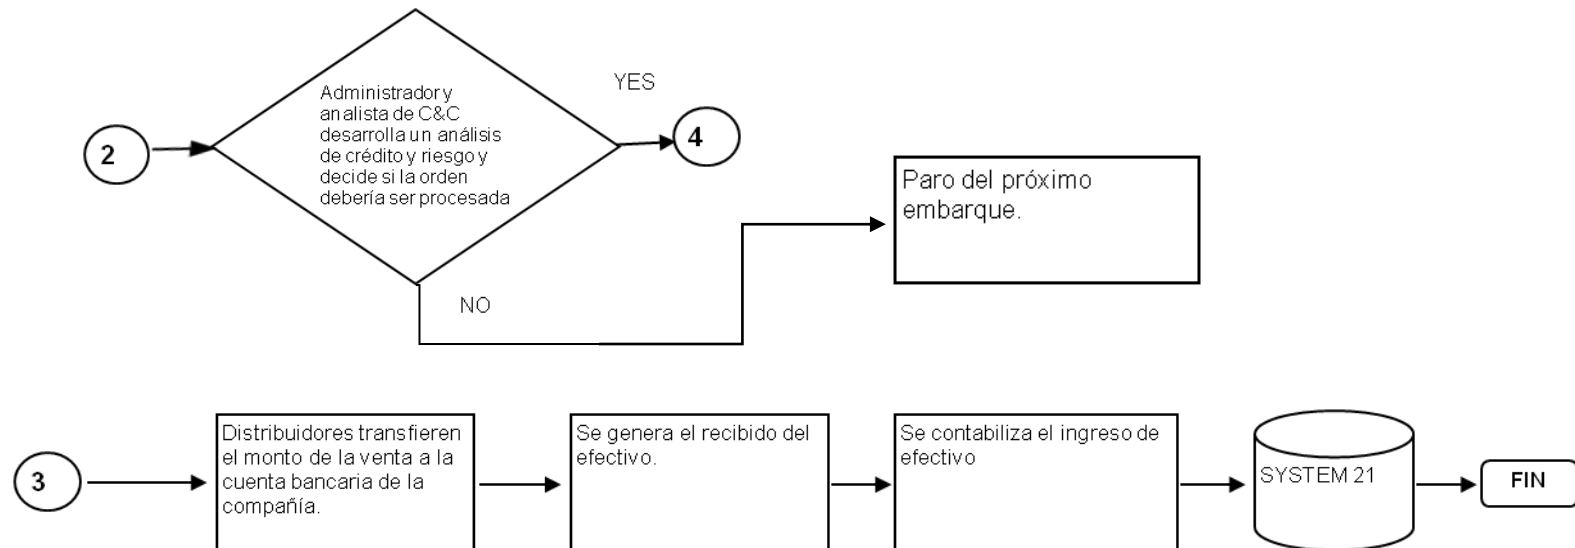 YES
Administrador y
analista de C&C
desarrolla un análisis
de crédito y riesgo y
decide si la orden
debería ser procesada
2
4
Paro del próximo
embarque.
NO
Distribuidores transfieren
el monto de la venta a la
cuenta bancaria de la
compañía.
Se genera el recibido del
efectivo.
Se contabiliza el ingreso de
efectivo
3
SYSTEM 21
FIN